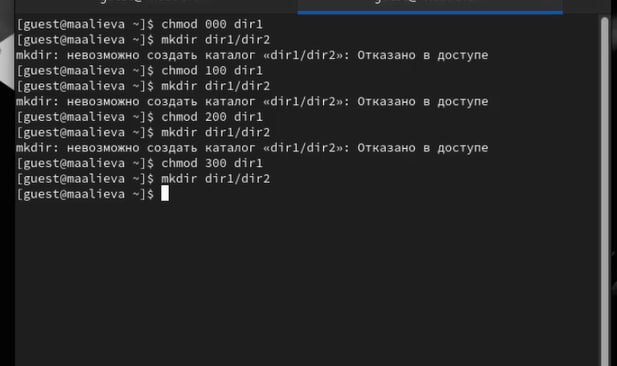 [guest@maalieva ~]$ chmod 000 dir1
[guest@maalieva ~]$ mkdir dir1/dir2
mkdir: невозможно создать каталог «dir1/dir2»: Отказано в доступе
[guest@maalieva ~]$ chmod 100 dir1
[guest@maalieva ~]$ mkdir dir1/dir2
mkdir: невозможно создать каталог «dir1/dir2»: Отказано в доступе
[guest@maalieva ~]$ chmod 200 dir1
[guest@maalieva ~]$ mkdir dir1/dir2
mkdir: невозможно создать каталог «dir1/dir2»: Отказано в доступе
[guest@maalieva ~]$ chmod 300 dir1
[guest@maalieva ~]$ mkdir dir1/dir2
[guest@maalieva ~]$